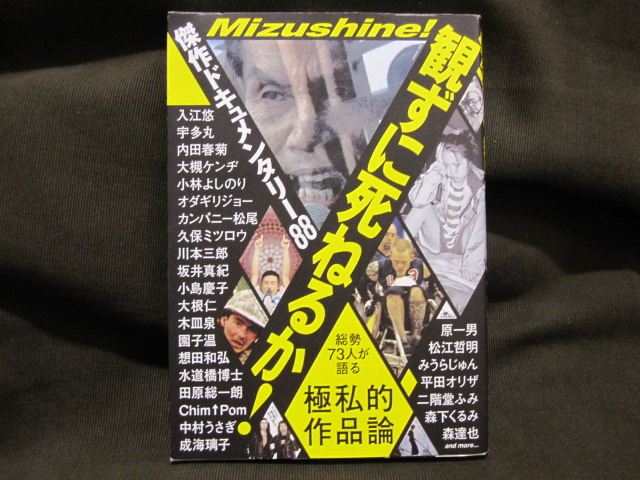 Mizushine!
観ずに死ねるか!
傑作ドキュメンタリー88
入江悠
宇多丸
内田春菊
大槻ケンヂ
小林よしのり
オダギリジョー
カンパニー松尾
久保ミツロウ
川本三郎
坂井真紀
小島慶子
大根仁
木皿泉
園子温
想田和弘
水道橋博士
田原総一朗
Chim↑Pom
中村うさぎ
成海璃子
総勢
73人が
語る
極私的
作品論
原一男
松江哲明
みうらじゅん
平田オリザ
二階堂ふみ
森下くるみ
森達也
and more...